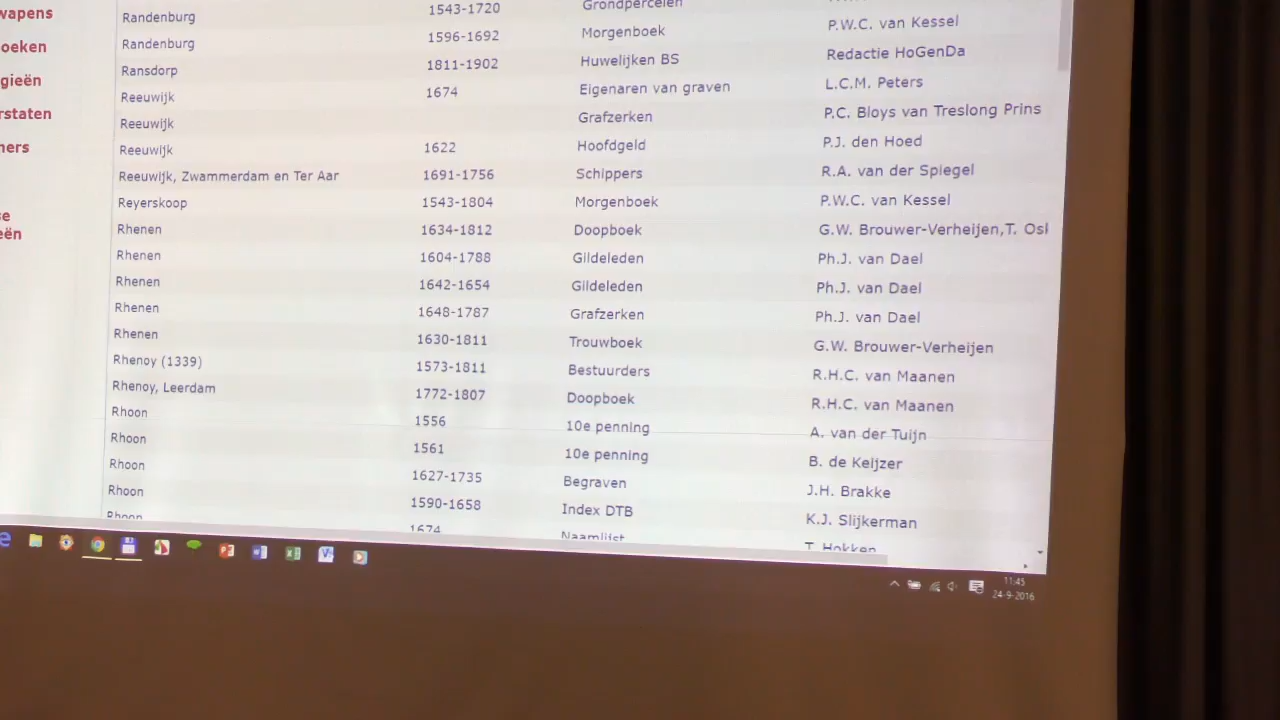 wapens
oeken
gieën
rstaten
ners
se
eën
Randenburg 1543-1720 Grondpercelen
Randenburg 1596-1692 Morgenboek P.W.C. van Kessel
Ransdorp 1811-1902 Huwelijken BS Redactie HoGenDa
Reeuwijk 1674 Eigenaren van graven L.C.M. Peters
Reeuwijk Grafzerken P.C. Bloys van Treslong Prins
Reeuwijk 1622 Hoofdgeld P.J. den Hoed
Reeuwijk, Zwammerdam en Ter Aar 1691-1756 Schippers R.A. van der Spiegel
Reyerskoop 1543-1804 Morgenboek P.W.C. van Kessel
Rhenen 1634-1812 Doopboek G.W. Brouwer-Verheijen,T. Osl
Rhenen 1604-1788 Gildeleden Ph.J. van Dael
Rhenen 1642-1654 Gildeleden Ph.J. van Dael
Rhenen 1648-1787 Grafzerken Ph.J. van Dael
Rhenen 1630-1811 Trouwboek G.W. Brouwer-Verheijen
Rhenoy (1339) 1573-1811 Bestuurders R.H.C. van Maanen
Rhenoy, Leerdam 1772-1807 Doopboek R.H.C. van Maanen
Rhoon 1556 10e penning A. van der Tuijn
Rhoon 1561 10e penning B. de Keijzer
Rhoon 1627-1735 Begraven J.H. Brakke
Rhoon 1590-1658 Index DTB K.J. Slijkerman
Rhoon 1674 Naamlijst T. Hokken
11:45
24-9-2016